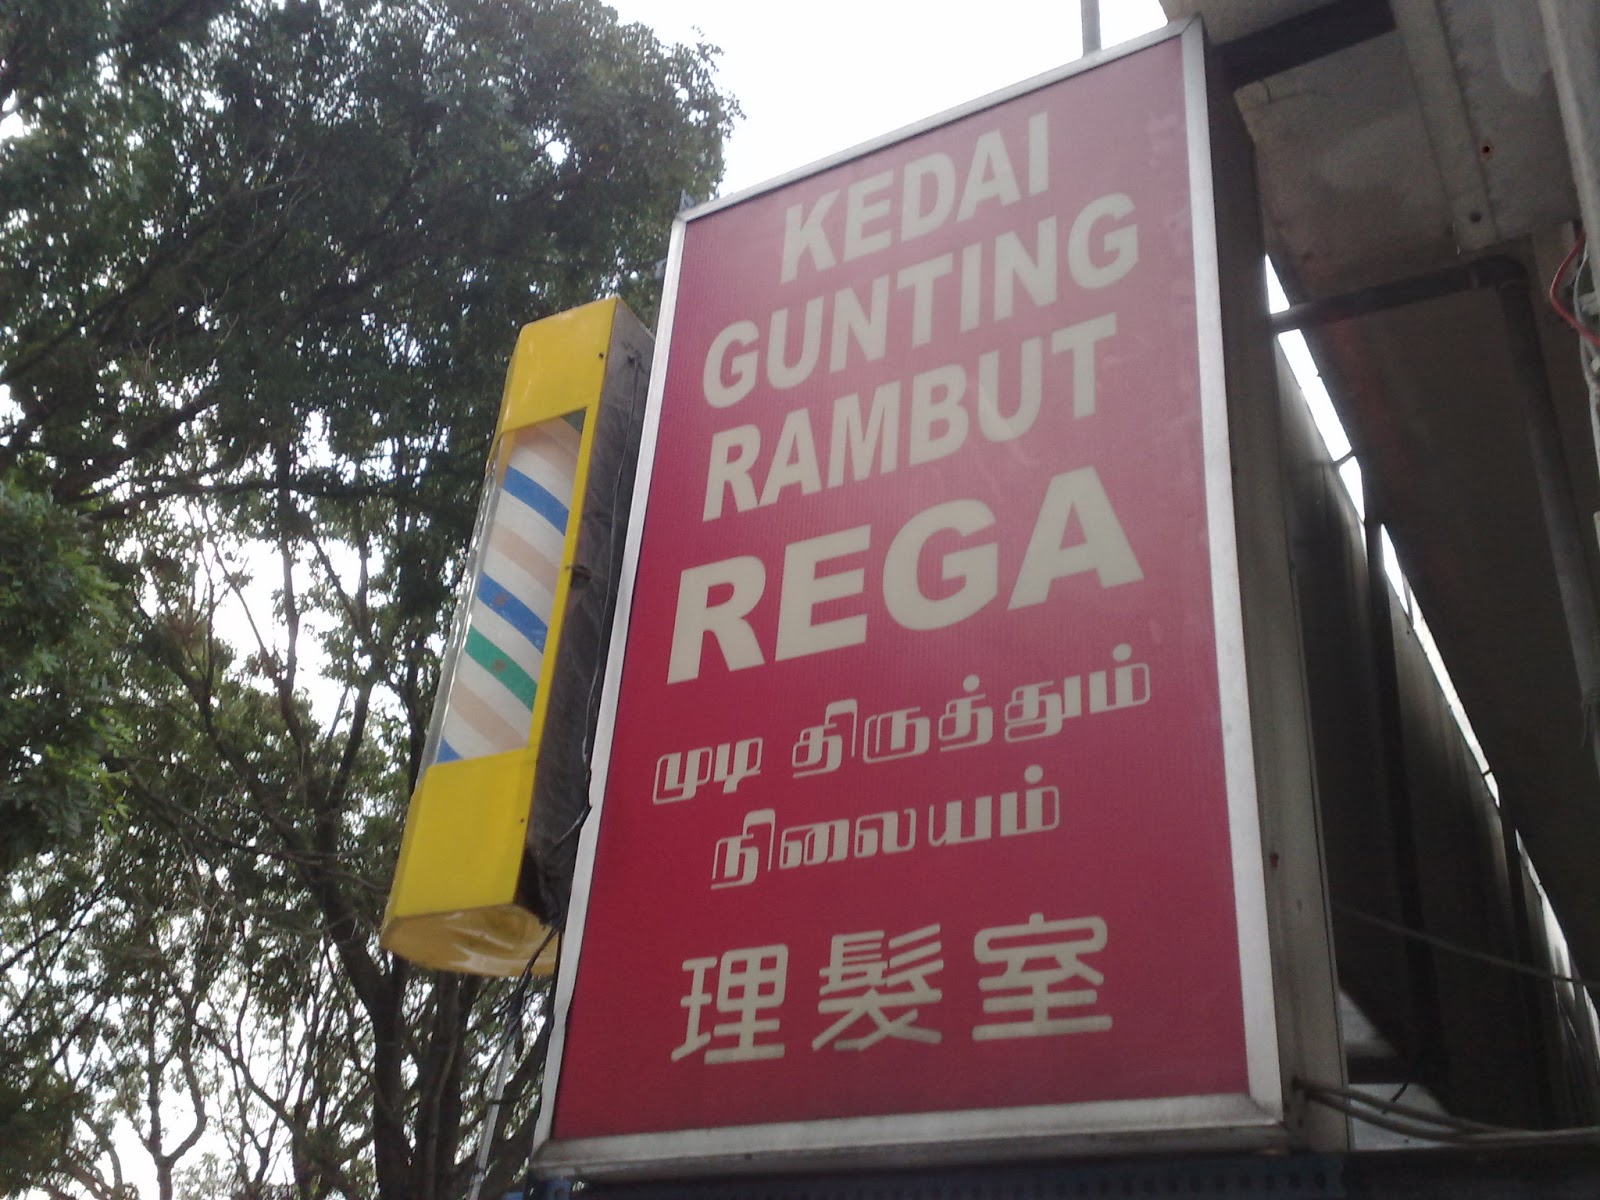 KEDAI
GUNTING
RAMBUT
REGA
முடி திருத்தும்
நிலையம்
理髮室